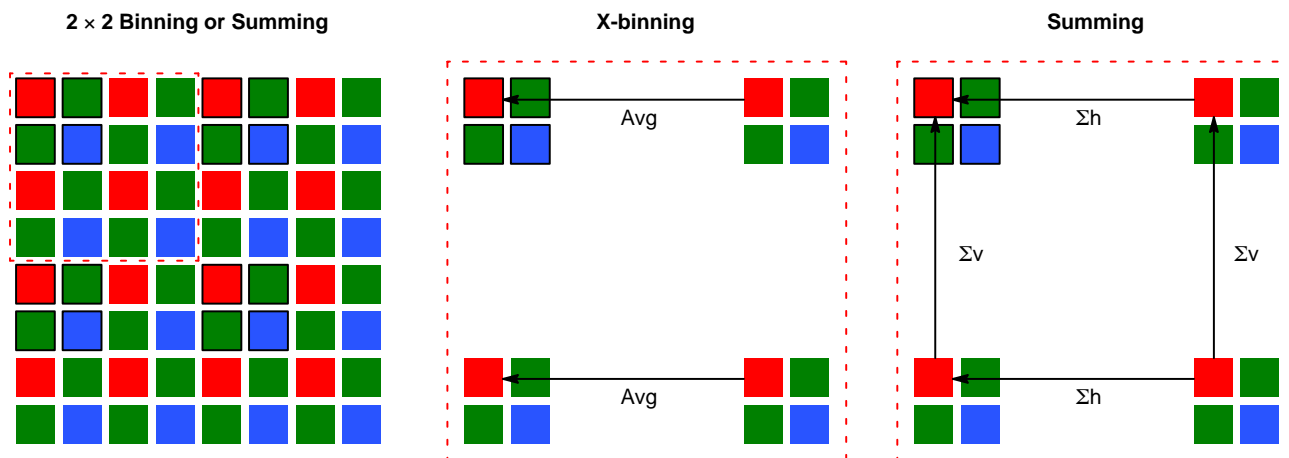 2 × 2 Binning or Summing
X-binning
Summing
Avg
Σh
Σv
Σv
Avg
Σh